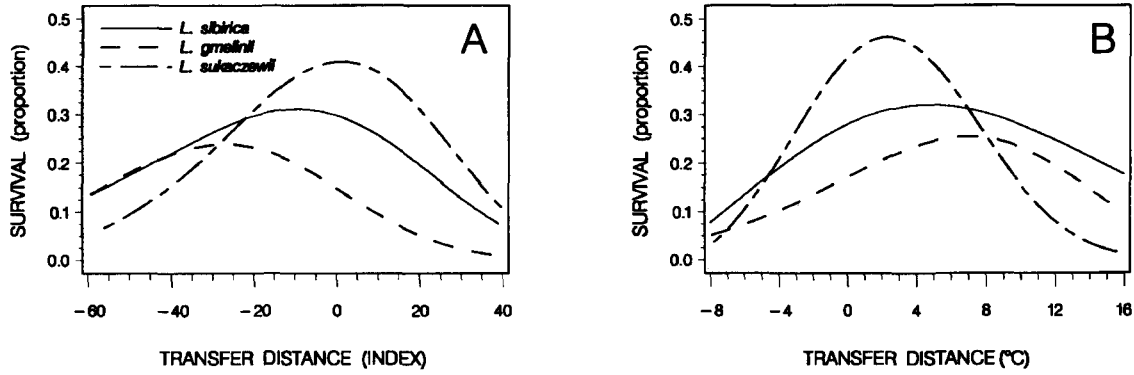 A
SURVIVAL (proportion)
0.5
0.4
0.3
0.2
0.1
0.0
L. sibirica
L. gmelinii
L. sukaczewii
-60
-40
-20
0
20
40
TRANSFER DISTANCE (INDEX)
B
SURVIVAL (proportion)
0.5
0.4
0.3
0.2
0.1
0.0
-8
-4
0
4
8
12
16
TRANSFER DISTANCE (°C)